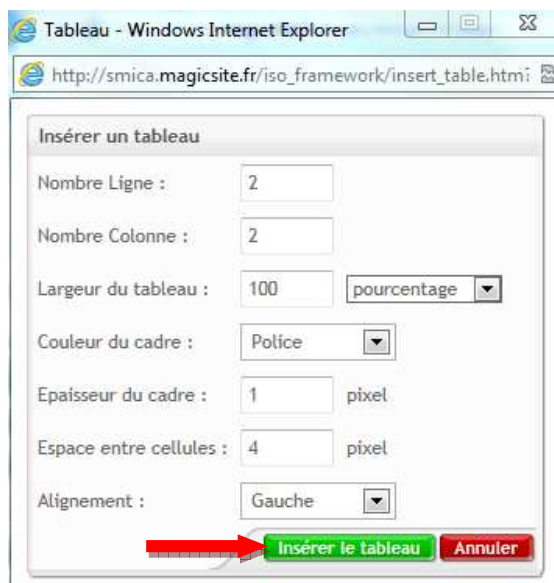 Tableau - Windows Internet Explorer
http://smica.magicsite.fr/iso_framework/insert_table.htm
Insérer un tableau
Nombre Ligne : 2
Nombre Colonne : 2
Largeur du tableau : 100 pourcentage
Couleur du cadre : Police
Epaisseur du cadre : 1 pixel
Espace entre cellules : 4 pixel
Alignement : Gauche
Insérer le tableau Annuler